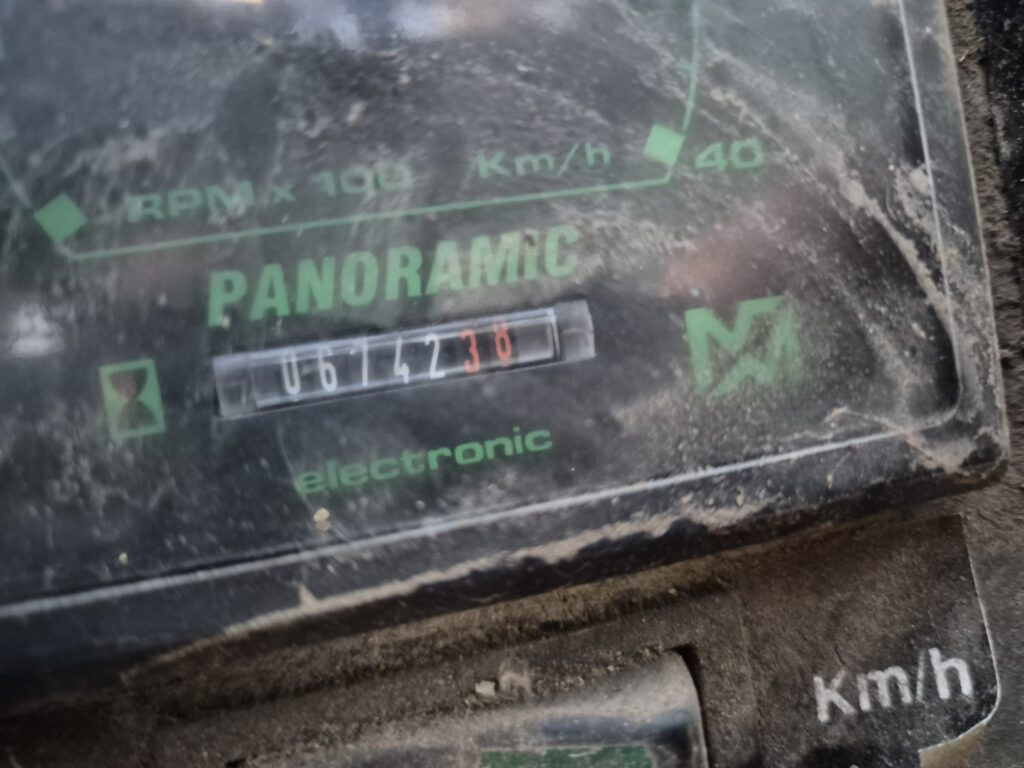 RPM x 100 Km/h 40
PANORAMIC
0674238
electronic
Km/h